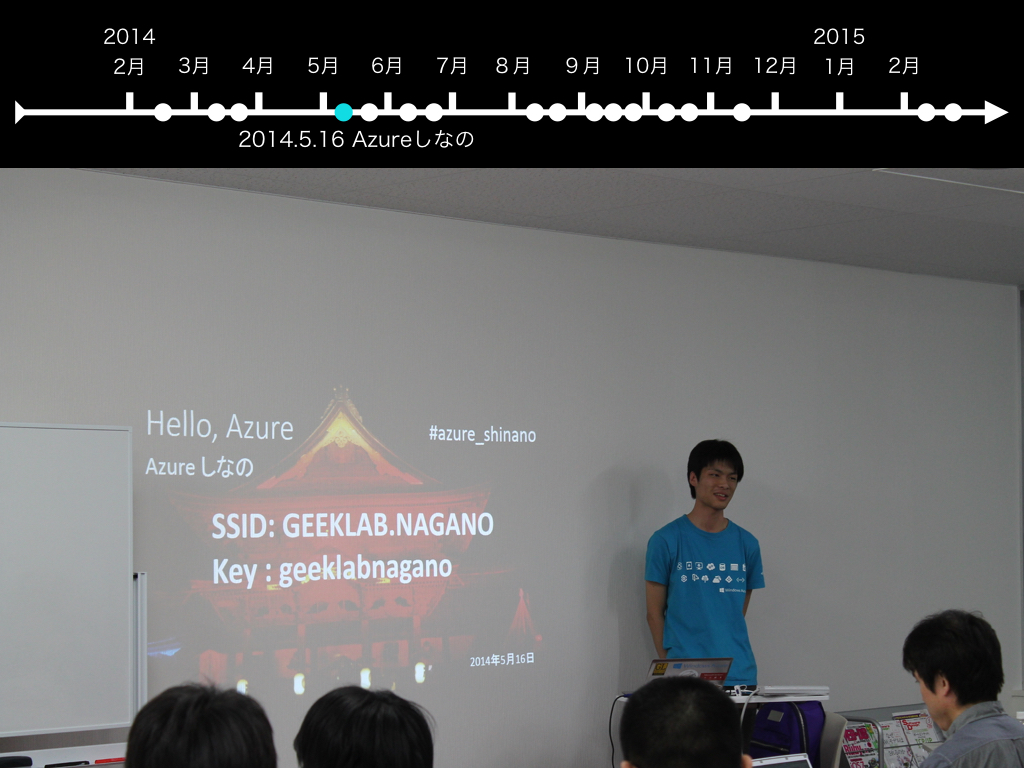 2014
2015
2月 3月 4月 5月 6月 7月 8月 9月 10月 11月 12月 1月 2月
2014.5.16 Azureしなの
Hello, Azure
#azure_shinano
Azure しなの
SSID: GEEKLAB.NAGANO
Key : geeklabnagano
2014年5月16日